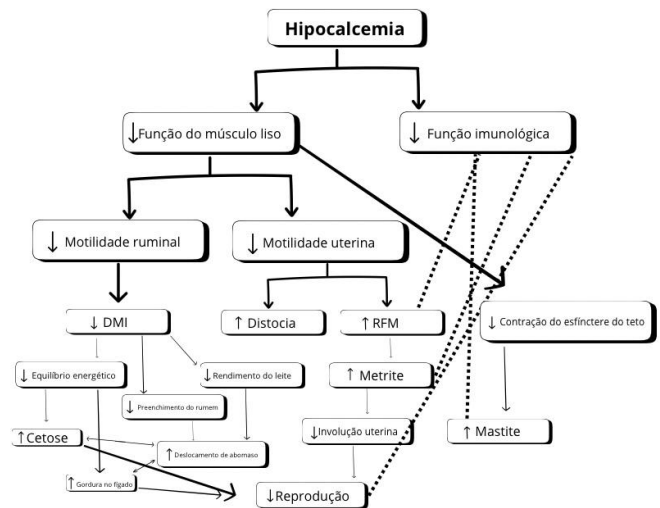 Hipocalcemia
↓Função do músculo liso
↓ Função imunológica
↓ Motilidade ruminal
↓ Motilidade uterina
↓ DMI
↑ Distocia
↑ RFM
↓ Contração do esfínctere do teto
↓ Equilíbrio energético
↓ Rendimento do leite
↑ Metrite
↓ Preenchimento do rumem
↑Cetose
↑ Deslocamento de abomaso
↓Involução uterina
↑ Mastite
↑ Gordura no fígado
↓Reprodução